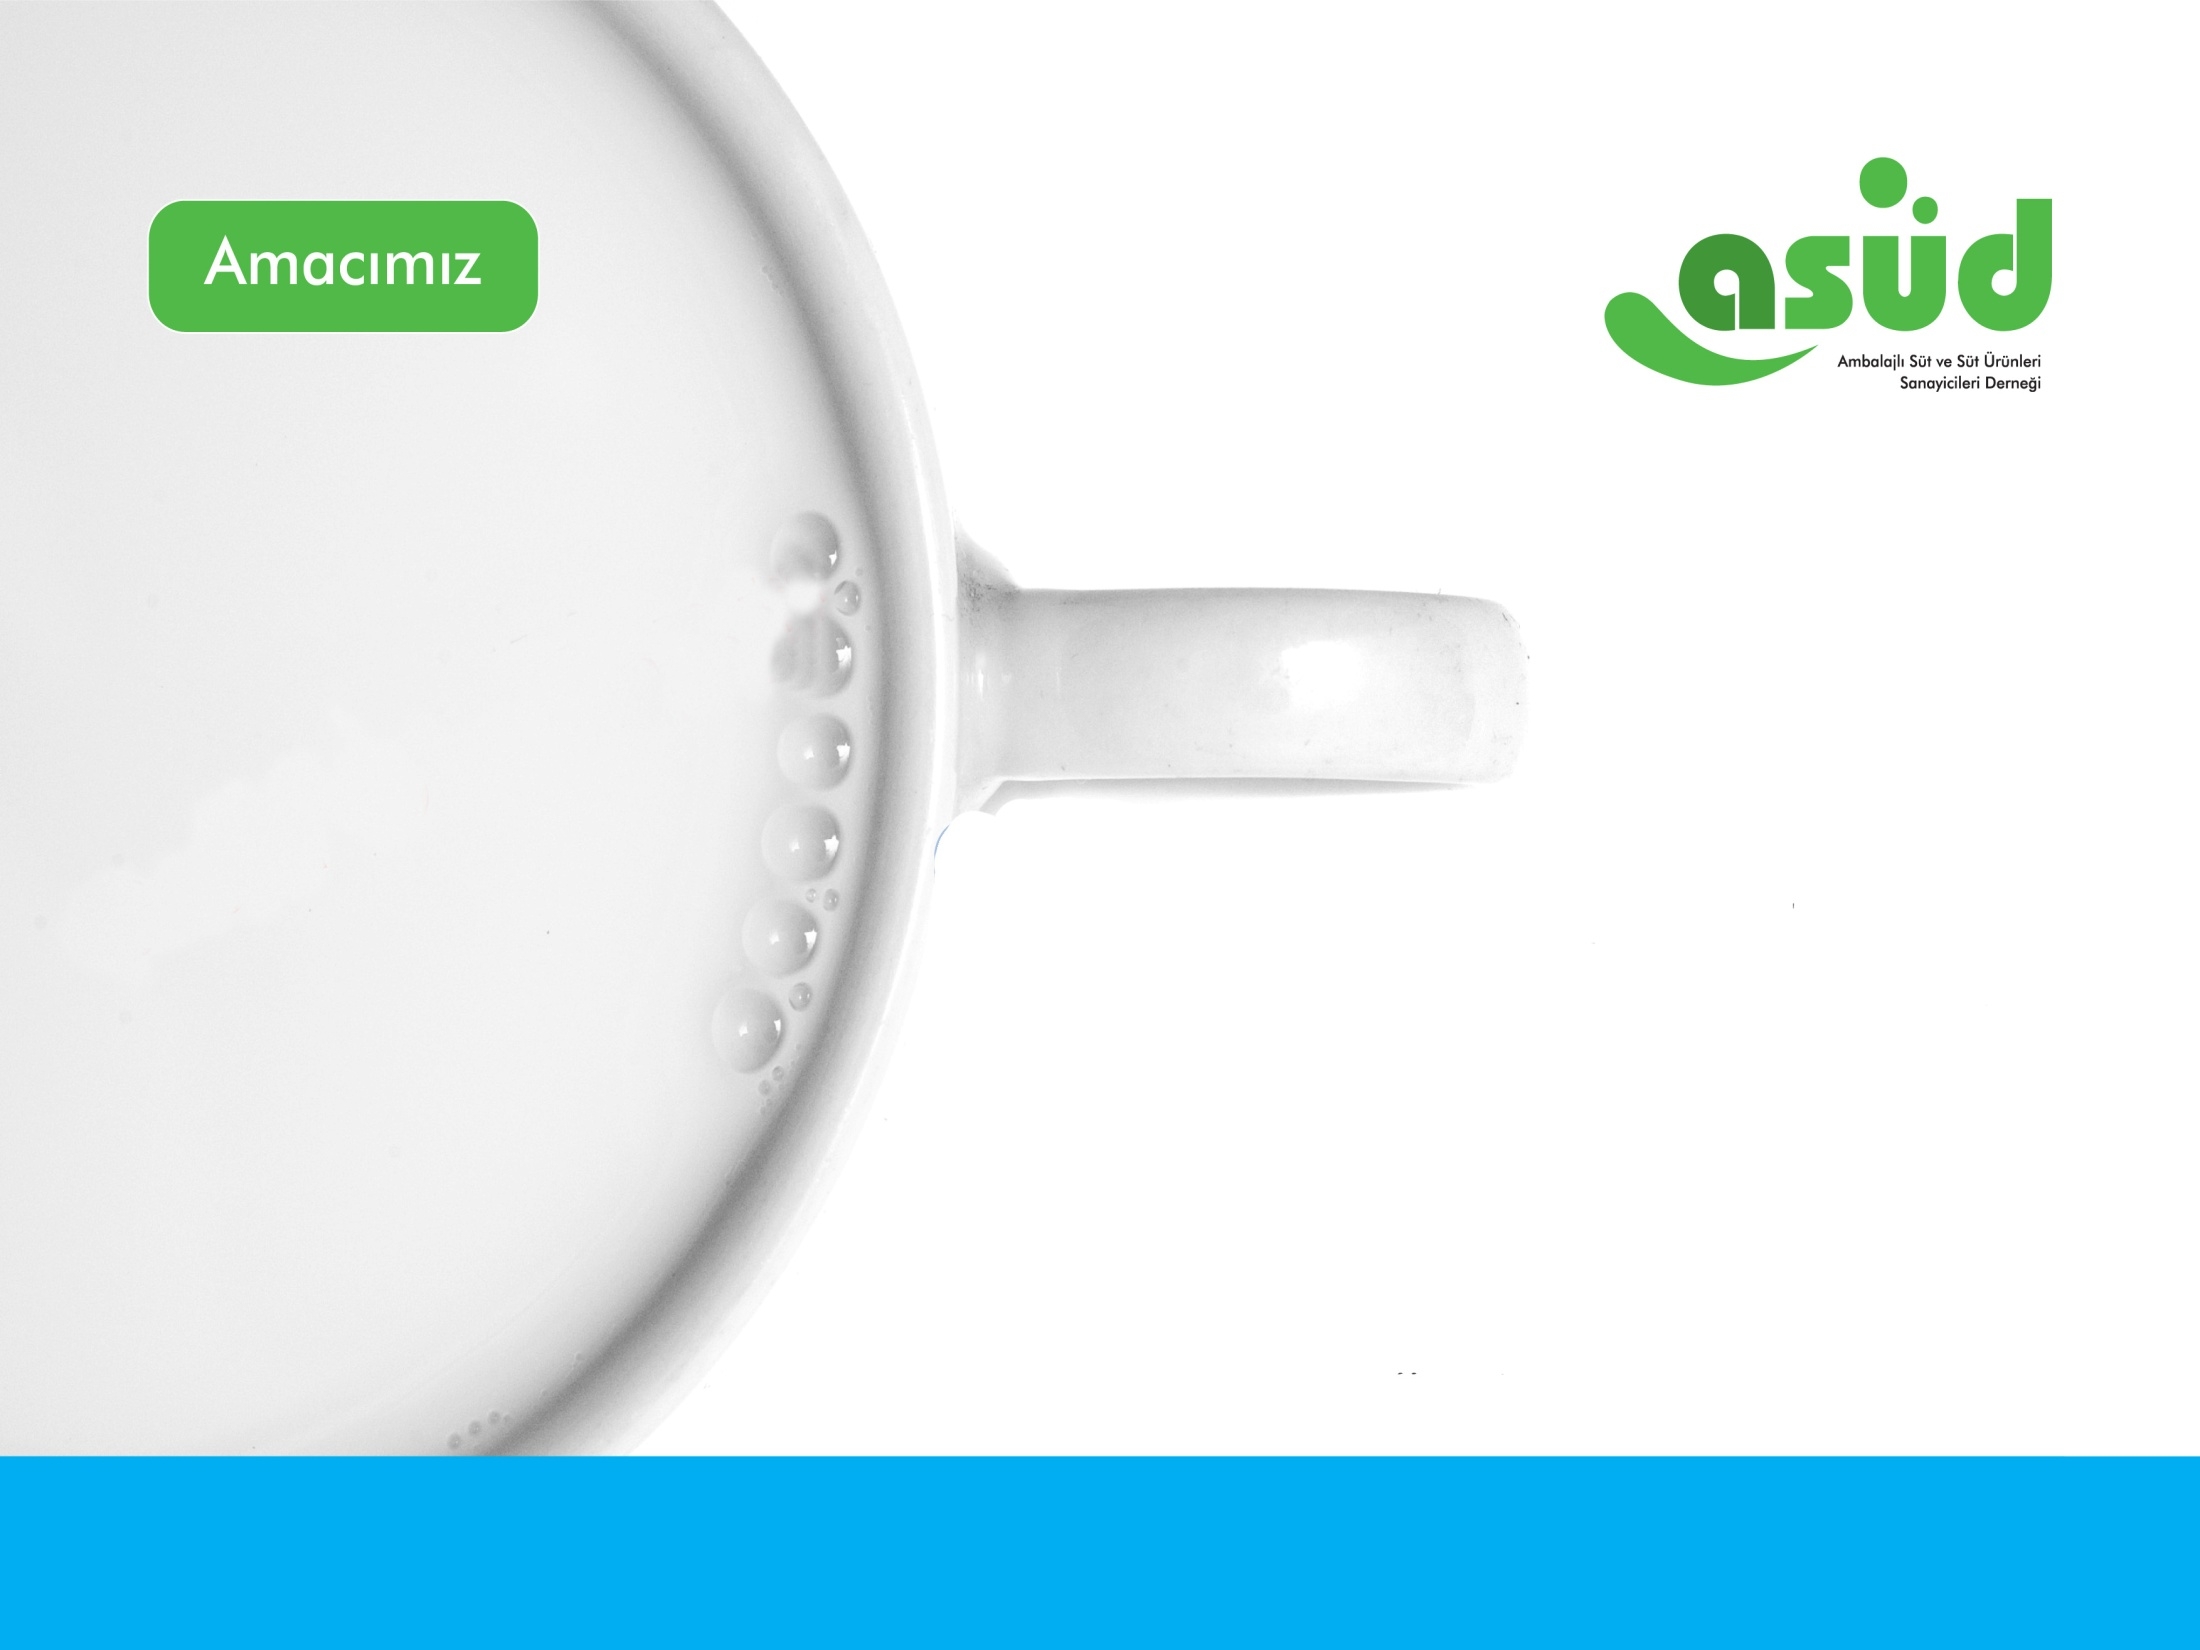 Amacımız
asüd
Ambalajlı Süt ve Süt Ürünleri
Sanayicileri Derneği